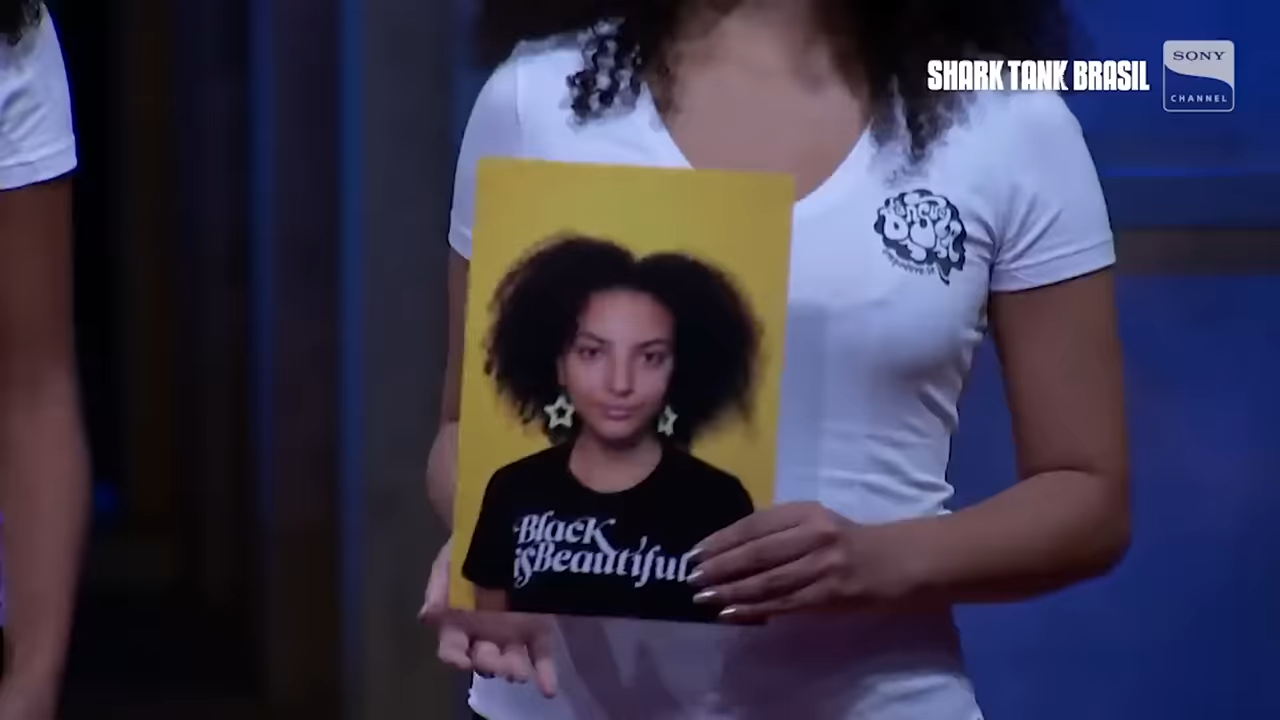 SHARK TANK BRASIL
SONY
CHANNEL
Black
isBeautiful